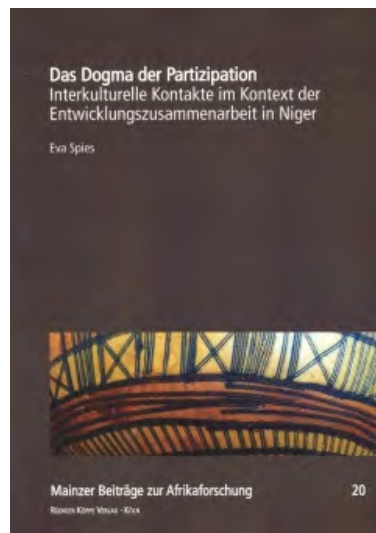 Das Dogma der Partizipation
Interkulturelle Kontakte im Kontext der
Entwicklungszusammenarbeit in Niger
Eva Spies
Mainzer Beiträge zur Afrikaforschung 20
Rüdiger Köppe Verlag · Köln